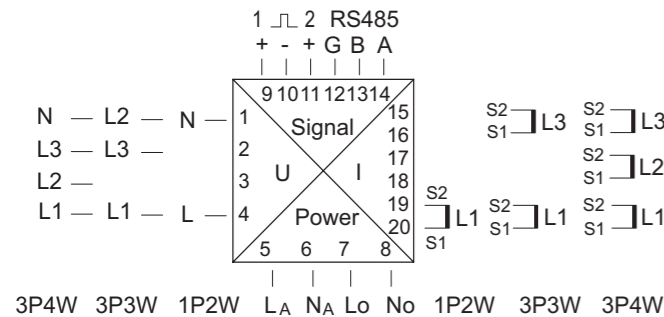 1 2 RS485
+ - + G B A
9 10 11 12 13 14
N L2 N 1 Signal 15 S2 S1 L3 S2 S1 L3
16
L3 L3 2 17 S2 S1 L2
L2 3 U I 18
L1 L1 L 4 Power 19 20 S2 S1 L1 S2 S1 L1 S2 S1 L1
5 6 7 8
3P4W 3P3W 1P2W LA NA Lo No 1P2W 3P3W 3P4W